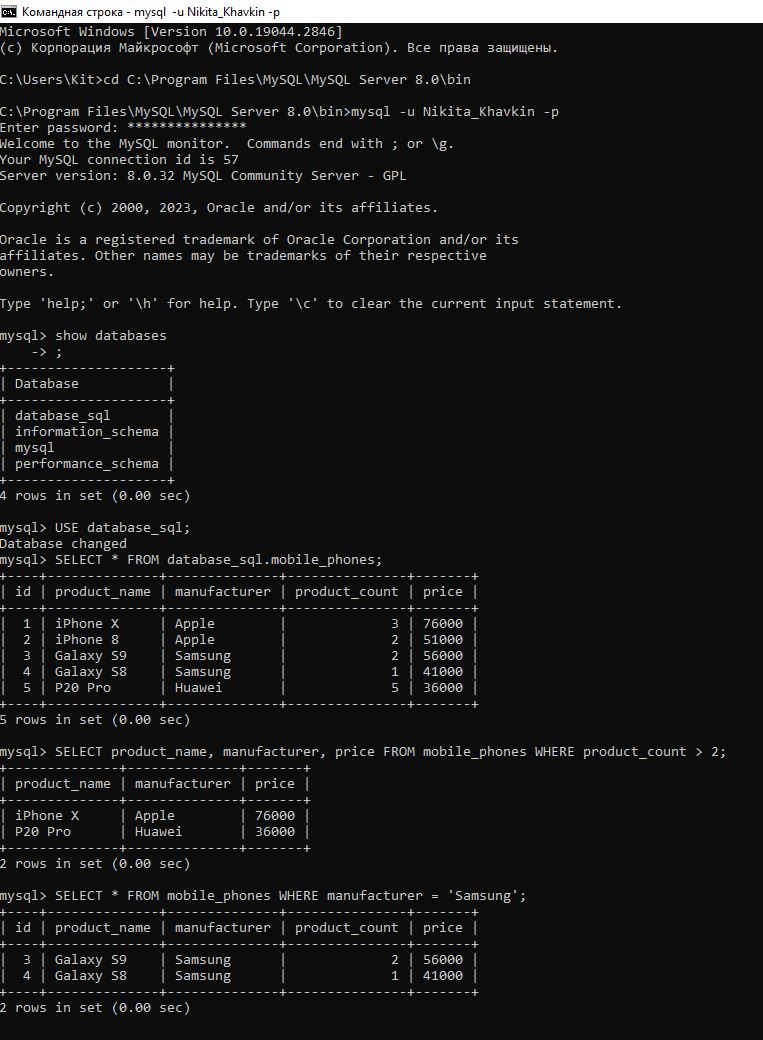 Командная строка - mysql -u Nikita_Khavkin -p
Microsoft Windows [Version 10.0.19044.2846]
(c) Корпорация Майкрософт (Microsoft Corporation). Все права защищены.
C:\Users\Kit>cd C:\Program Files\MySQL\MySQL Server 8.0\bin
C:\Program Files\MySQL\MySQL Server 8.0\bin>mysql -u Nikita_Khavkin -p
Enter password: ***************
Welcome to the MySQL monitor.  Commands end with ; or \g.
Your MySQL connection id is 57
Server version: 8.0.32 MySQL Community Server - GPL
Copyright (c) 2000, 2023, Oracle and/or its affiliates.
Oracle is a registered trademark of Oracle Corporation and/or its
affiliates. Other names may be trademarks of their respective
owners.
Type 'help;' or '\h' for help. Type '\c' to clear the current input statement.
mysql> show databases
    -> ;
+--------------------+
| Database           |
+--------------------+
| database_sql       |
| information_schema |
| mysql              |
| performance_schema |
+--------------------+
4 rows in set (0.00 sec)
mysql> USE database_sql;
Database changed
mysql> SELECT * FROM database_sql.mobile_phones;
+----+--------------+--------------+---------------+-------+
| id | product_name | manufacturer | product_count | price |
+----+--------------+--------------+---------------+-------+
|  1 | iPhone X     | Apple        |             3 | 76000 |
|  2 | iPhone 8     | Apple        |             2 | 51000 |
|  3 | Galaxy S9    | Samsung      |             2 | 56000 |
|  4 | Galaxy S8    | Samsung      |             1 | 41000 |
|  5 | P20 Pro      | Huawei       |             5 | 36000 |
+----+--------------+--------------+---------------+-------+
5 rows in set (0.00 sec)
mysql> SELECT product_name, manufacturer, price FROM mobile_phones WHERE product_count > 2;
+--------------+--------------+-------+
| product_name | manufacturer | price |
+--------------+--------------+-------+
| iPhone X     | Apple        | 76000 |
| P20 Pro      | Huawei       | 36000 |
+--------------+--------------+-------+
2 rows in set (0.00 sec)
mysql> SELECT * FROM mobile_phones WHERE manufacturer = 'Samsung';
+----+--------------+--------------+---------------+-------+
| id | product_name | manufacturer | product_count | price |
+----+--------------+--------------+---------------+-------+
|  3 | Galaxy S9    | Samsung      |             2 | 56000 |
|  4 | Galaxy S8    | Samsung      |             1 | 41000 |
+----+--------------+--------------+---------------+-------+
2 rows in set (0.00 sec)